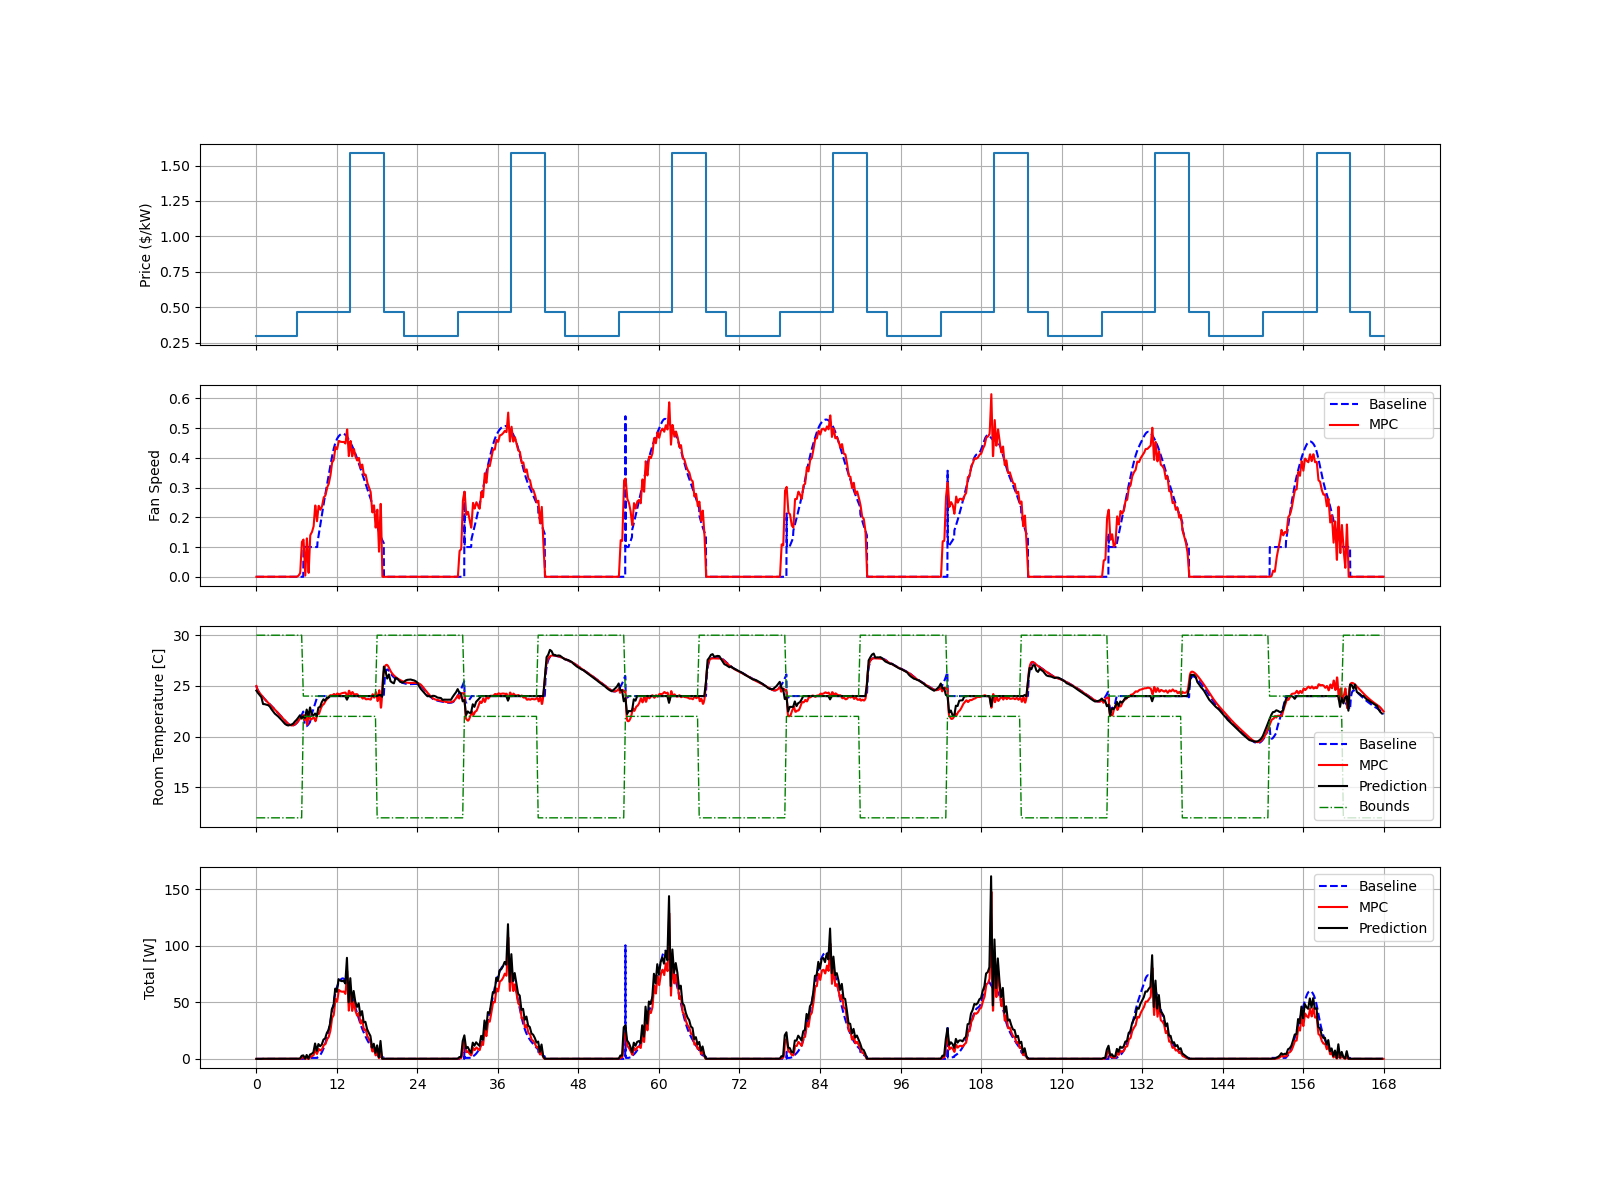 Price ($/kW)
1.50
1.25
1.00
0.75
0.50
0.25
Fan Speed
0.6
0.5
0.4
0.3
0.2
0.1
0.0
Baseline
MPC
Room Temperature [C]
30
25
20
15
Baseline
MPC
Prediction
Bounds
Total [W]
150
100
50
0
Baseline
MPC
Prediction
0 12 24 36 48 60 72 84 96 108 120 132 144 156 168